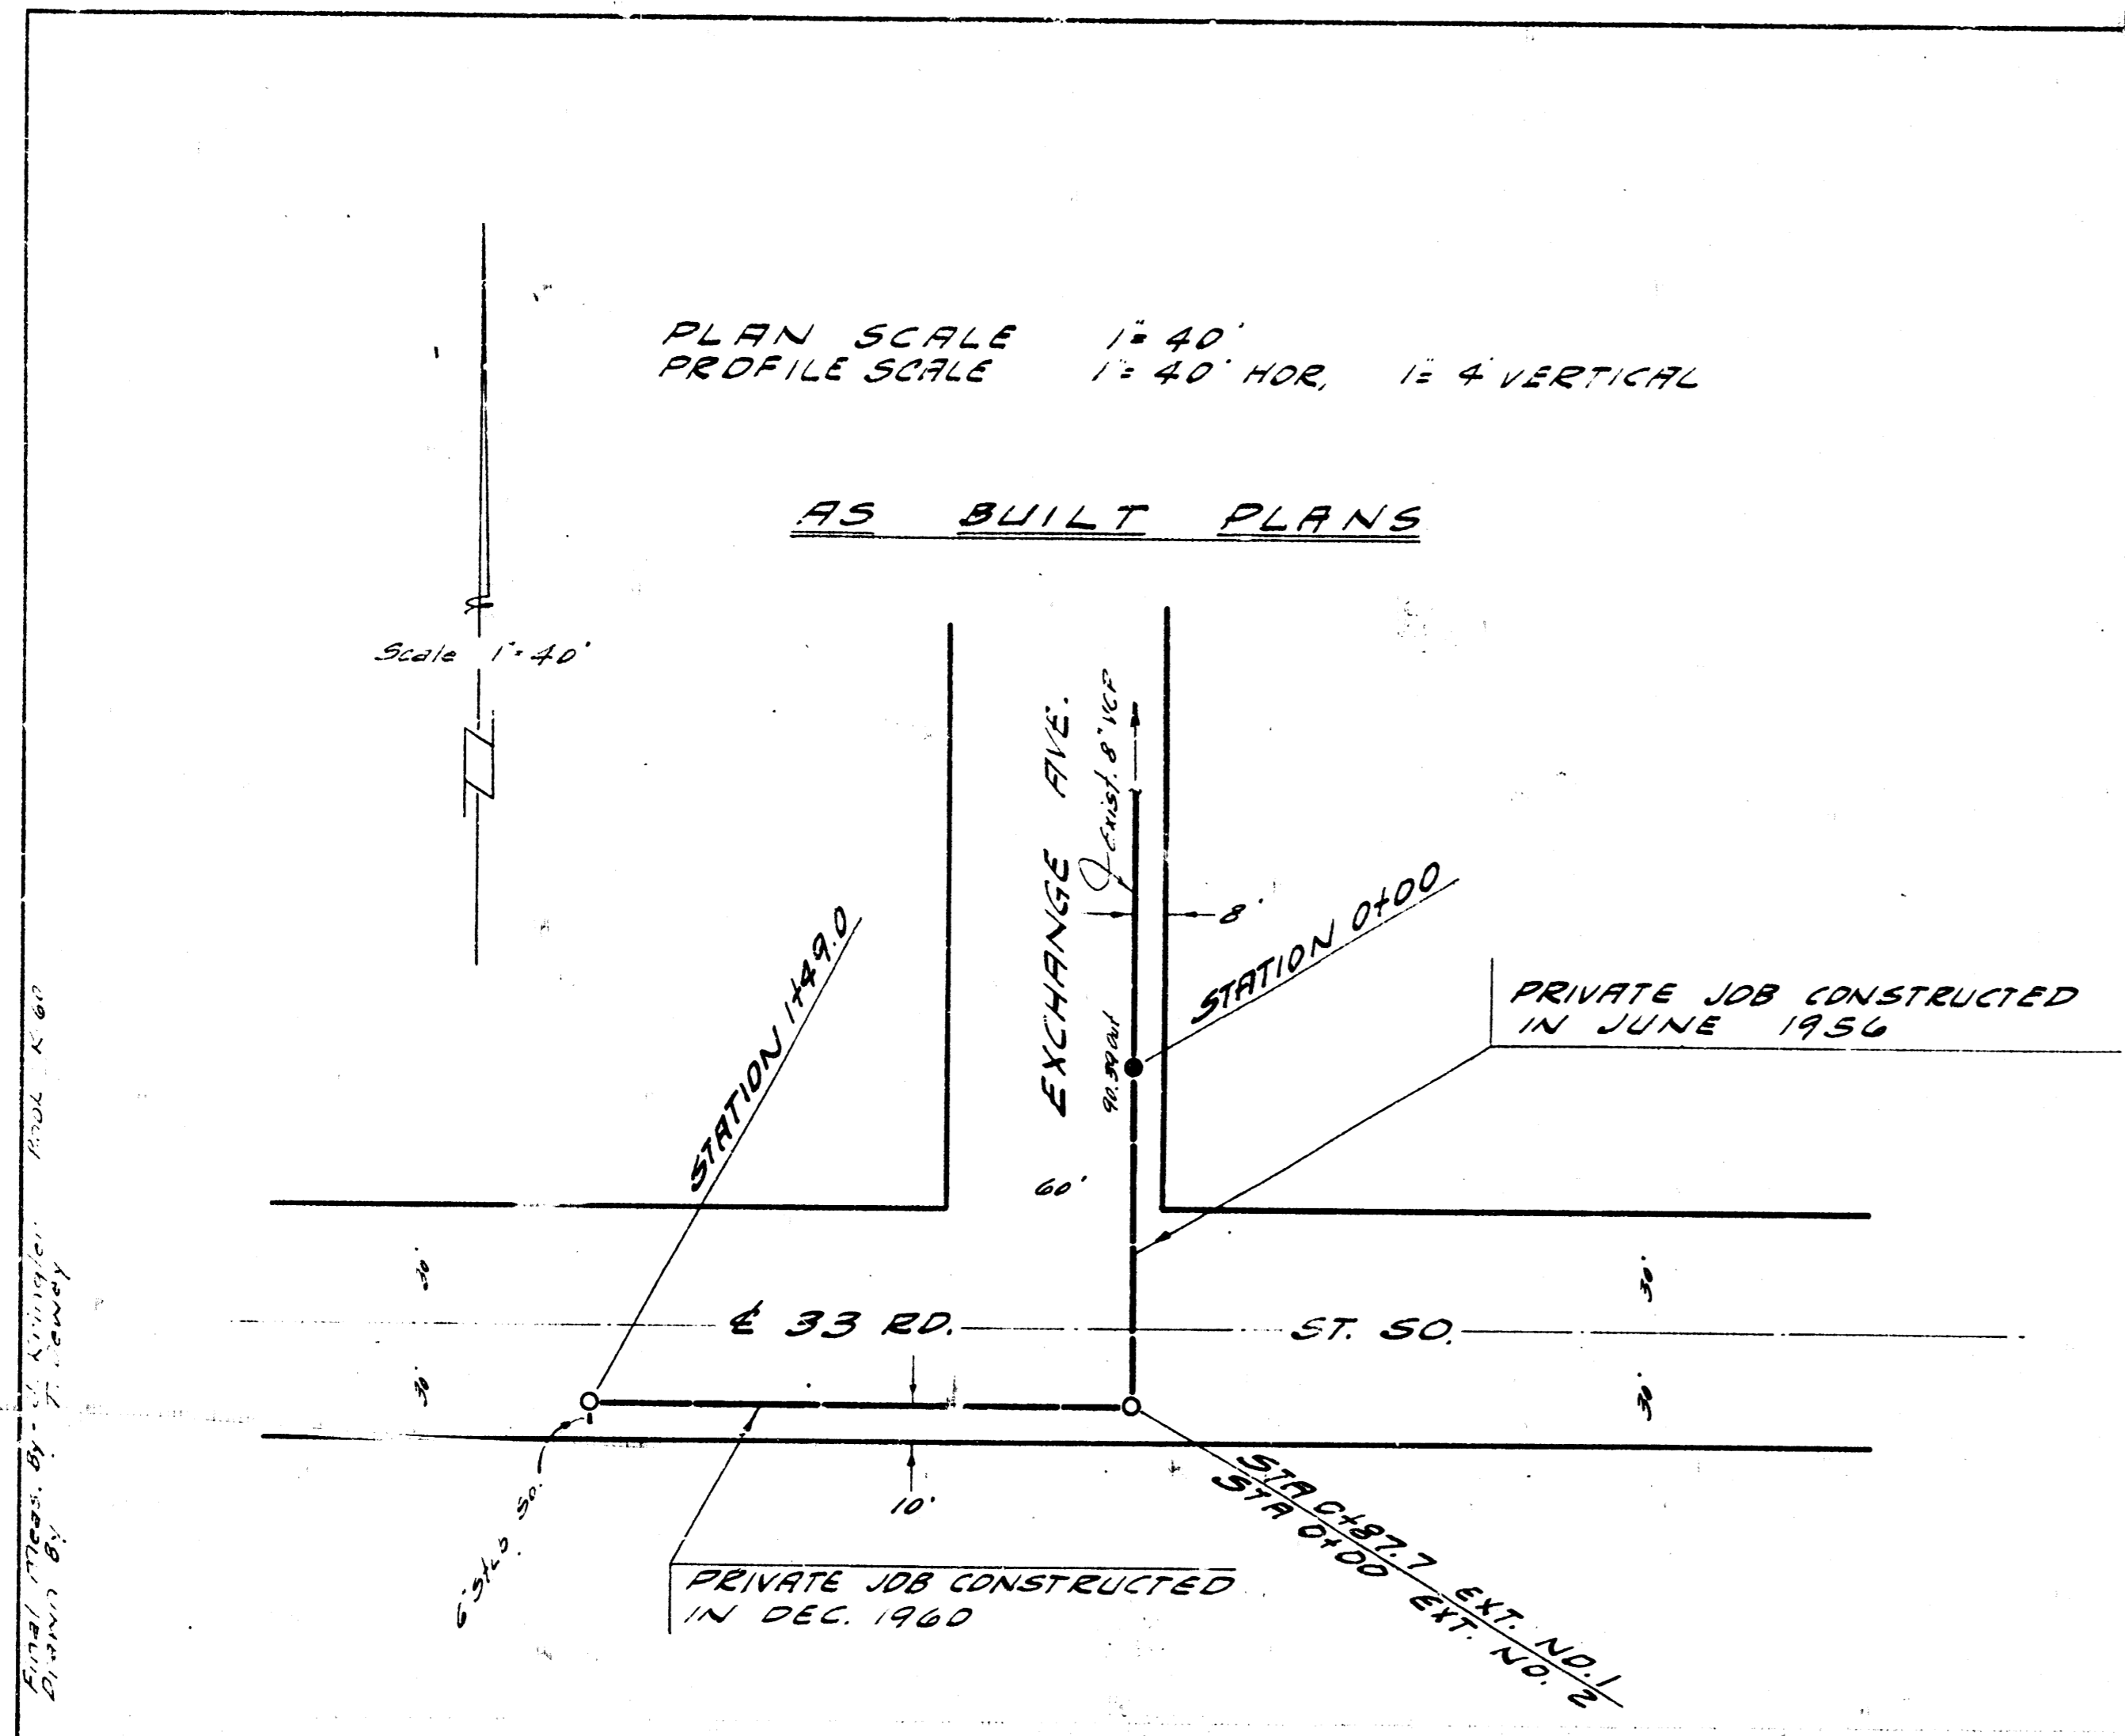 PLAN SCALE 1"=40'
PROFILE SCALE 1"=40' HOR, 1"=4' VERTICAL
AS BUILT PLANS
Scale 1"=40'
EXCHANGE AVE.
Exist. 8" VCP
8'
STATION 0+00
STATION 1+49.0
PRIVATE JOB CONSTRUCTED
IN JUNE 1956
60'
30'
30'
℄ 33 RD. ST. SO.
30'
30'
10'
PRIVATE JOB CONSTRUCTED
IN DEC. 1960
STA 0+87.7 EXT. NO. 1
STA 0+00 EXT. NO. 2
Final Meas. By -
Drawn By